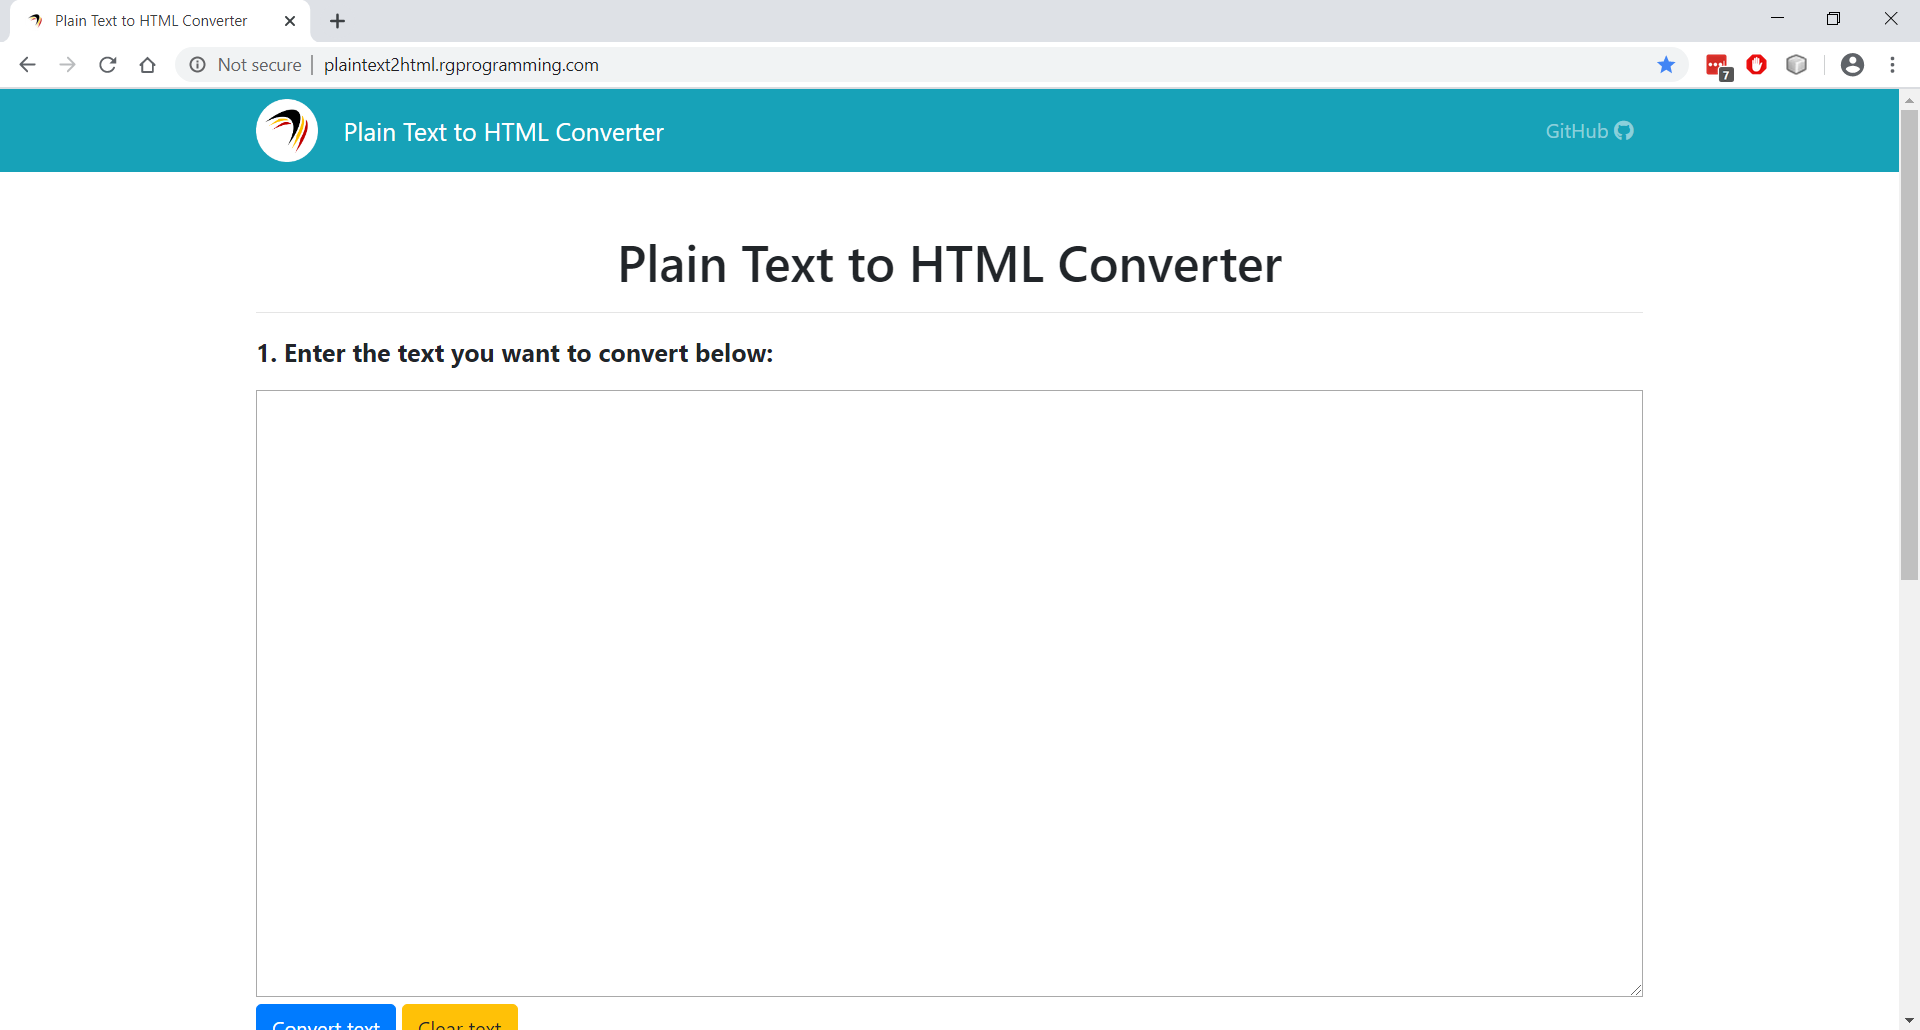 Plain Text to HTML Converter
Not secure | plaintext2html.rgprogramming.com
7
Plain Text to HTML Converter
GitHub
Plain Text to HTML Converter
1. Enter the text you want to convert below:
Convert text
Clear text